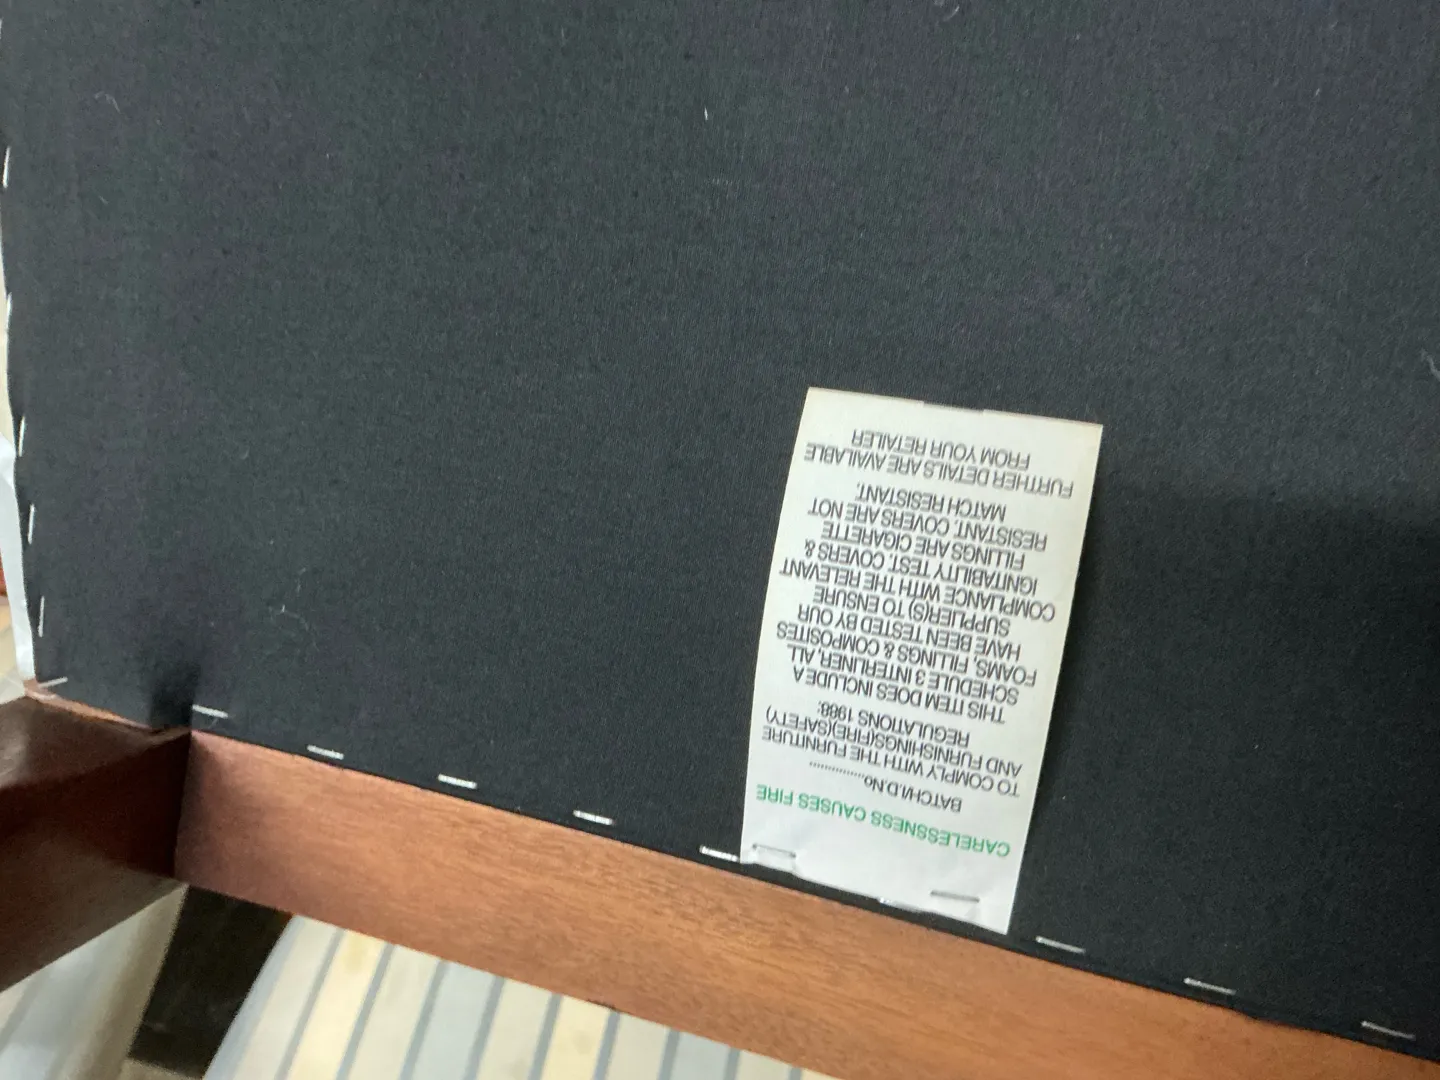 CARELESSNESS CAUSES FIRE
BATCH/I.D.No................
TO COMPLY WITH THE FURNITURE
AND FURNISHINGS(FIRE)(SAFETY)
REGULATIONS 1988:
THIS ITEM DOES INCLUDE A
SCHEDULE 3 INTERLINER, ALL
FOAMS, FILLINGS & COMPOSITES
HAVE BEEN TESTED BY OUR
SUPPLIER(S) TO ENSURE
COMPLIANCE WITH THE RELEVANT
IGNITABILITY TEST. COVERS &
FILLINGS ARE CIGARETTE
RESISTANT. COVERS ARE NOT
MATCH RESISTANT.
FURTHER DETAILS ARE AVAILABLE
FROM YOUR RETAILER